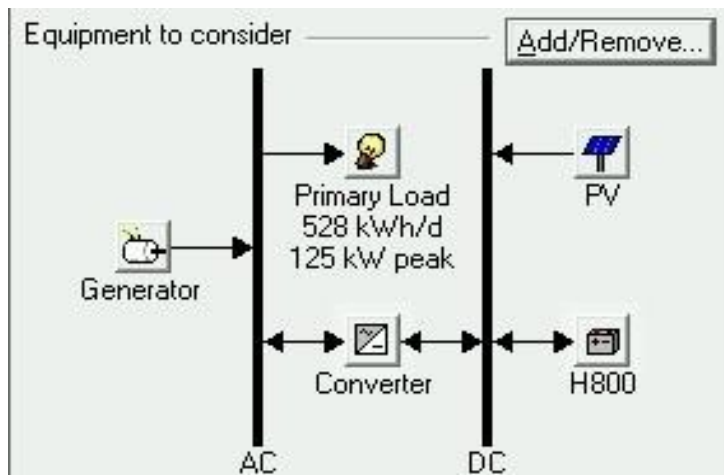 Equipment to consider
Add/Remove...
Primary Load
528 kWh/d
125 kW peak
PV
Generator
Converter
H800
AC
DC